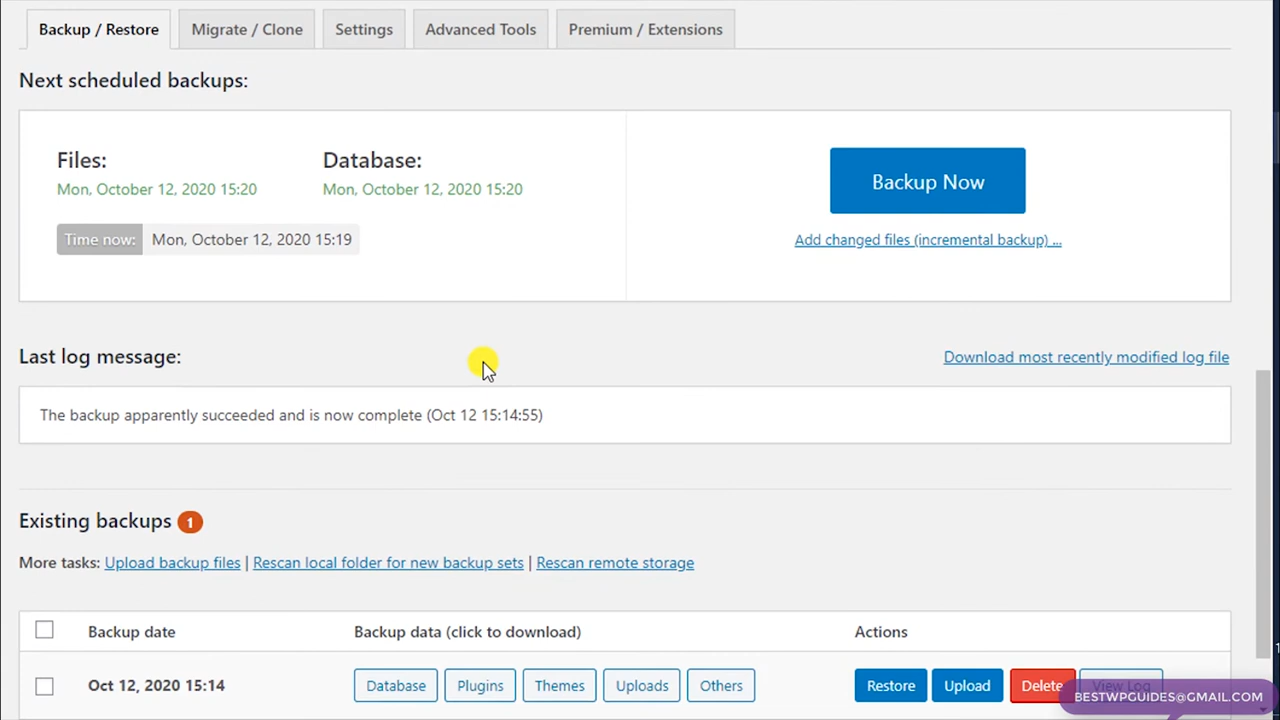 Backup / Restore Migrate / Clone Settings Advanced Tools Premium / Extensions
Next scheduled backups:
Files: Database:
Mon, October 12, 2020 15:20 Mon, October 12, 2020 15:20
Backup Now
Time now: Mon, October 12, 2020 15:19
Add changed files (incremental backup) ...
Last log message: Download most recently modified log file
The backup apparently succeeded and is now complete (Oct 12 15:14:55)
Existing backups 1
More tasks: Upload backup files | Rescan local folder for new backup sets | Rescan remote storage
Backup date Backup data (click to download) Actions
Oct 12, 2020 15:14 Database Plugins Themes Uploads Others Restore Upload Delete View Log
BESTWPGUIDES@GMAIL.COM